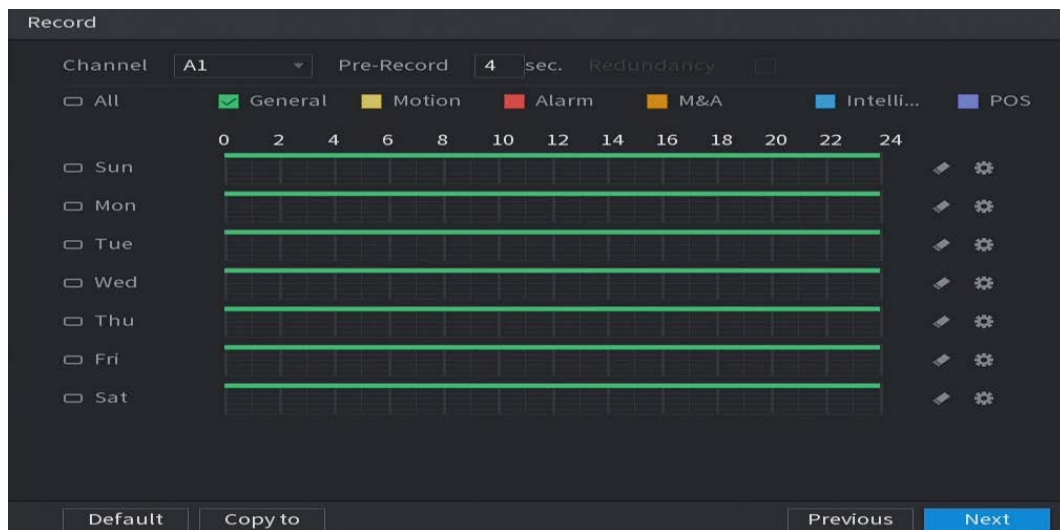 Record
Channel A1 Pre-Record 4 sec. Redundancy
All General Motion Alarm M&A Intelli... POS
0 2 4 6 8 10 12 14 16 18 20 22 24
Sun
Mon
Tue
Wed
Thu
Fri
Sat
Default Copy to Previous Next